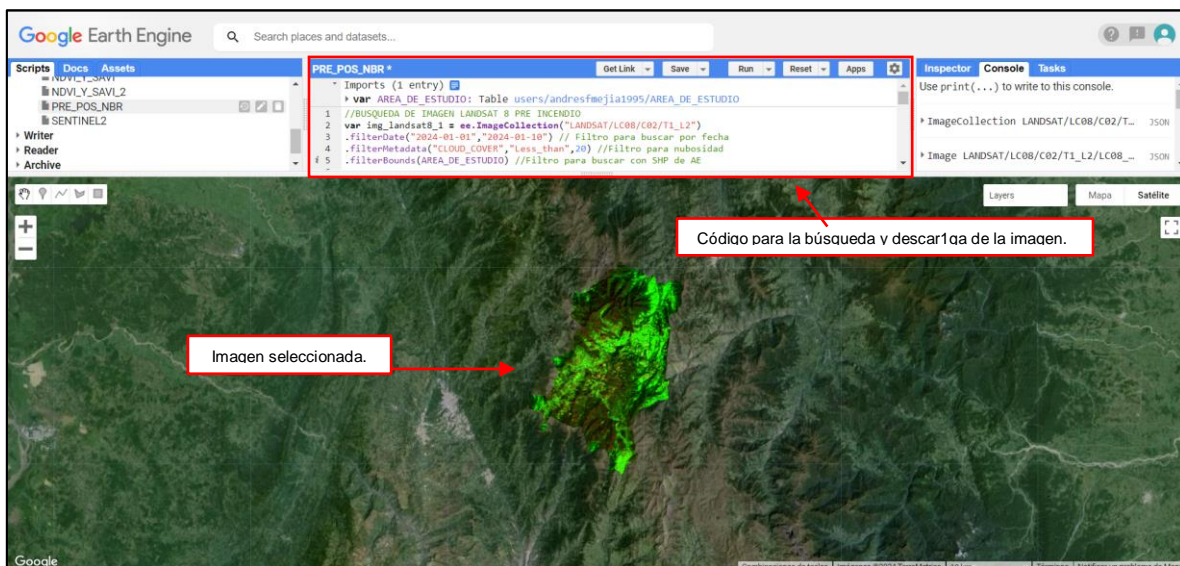 Google Earth Engine
Search places and datasets...
Scripts Docs Assets
NDVI_Y_SAVI
NDVI_Y_SAVI_2
PRE_POS_NBR
SENTINEL2
Writer
Reader
Archive
PRE_POS_NBR *
Get Link Save Run Reset Apps
Imports (1 entry)
var AREA_DE_ESTUDIO: Table users/andresfmejia1995/AREA_DE_ESTUDIO
1 //BUSQUEDA DE IMAGEN LANDSAT 8 PRE INCENDIO
2 var img_landsat8_1 = ee.ImageCollection("LANDSAT/LC08/C02/T1_L2")
3 .filterDate("2024-01-01","2024-01-10") // Filtro para buscar por fecha
4 .filterMetadata("CLOUD_COVER","Less_than",20) //Filtro para nubosidad
i 5 .filterBounds(AREA_DE_ESTUDIO) //Filtro para buscar con SHP de AE
Inspector Console Tasks
Use print(...) to write to this console.
ImageCollection LANDSAT/LC08/C02/T... JSON
Image LANDSAT/LC08/C02/T1_L2/LC08_... JSON
Layers
Mapa Satélite
Código para la búsqueda y descar1ga de la imagen.
Imagen seleccionada.
Google